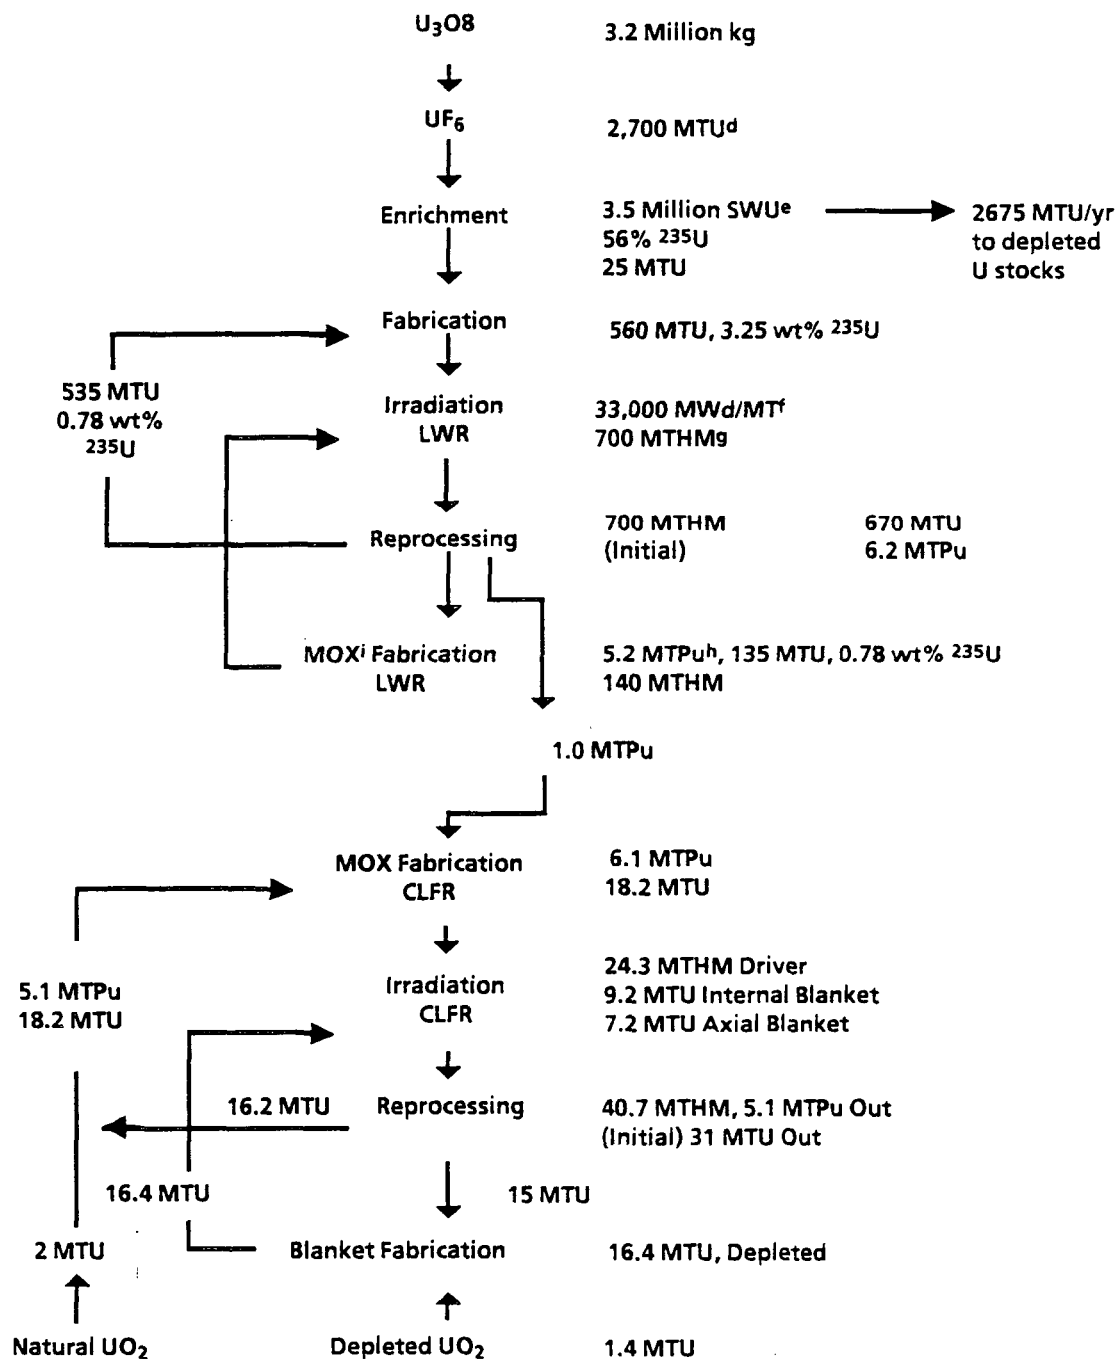 U₃O8 3.2 Million kg
UF₆ 2,700 MTUᵈ
Enrichment 3.5 Million SWUᵉ 2675 MTU/yr
56% ²³⁵U to depleted
25 MTU U stocks
Fabrication 560 MTU, 3.25 wt% ²³⁵U
535 MTU
0.78 wt%
²³⁵U
Irradiation 33,000 MWd/MTᶠ
LWR 700 MTHMᵍ
Reprocessing 700 MTHM 670 MTU
(Initial) 6.2 MTPu
MOXⁱ Fabrication 5.2 MTPuʰ, 135 MTU, 0.78 wt% ²³⁵U
LWR 140 MTHM
1.0 MTPu
MOX Fabrication 6.1 MTPu
CLFR 18.2 MTU
5.1 MTPu
18.2 MTU
24.3 MTHM Driver
Irradiation 9.2 MTU Internal Blanket
CLFR 7.2 MTU Axial Blanket
16.2 MTU Reprocessing 40.7 MTHM, 5.1 MTPu Out
(Initial) 31 MTU Out
16.4 MTU 15 MTU
2 MTU Blanket Fabrication 16.4 MTU, Depleted
Natural UO₂ Depleted UO₂ 1.4 MTU